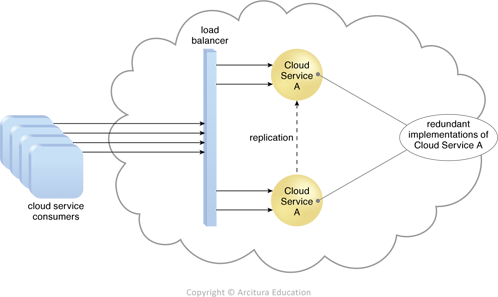 load
balancer
Cloud
Service
A
replication
redundant
implementations of
Cloud Service A
Cloud
Service
A
cloud service
consumers
Copyright © Arcitura Education